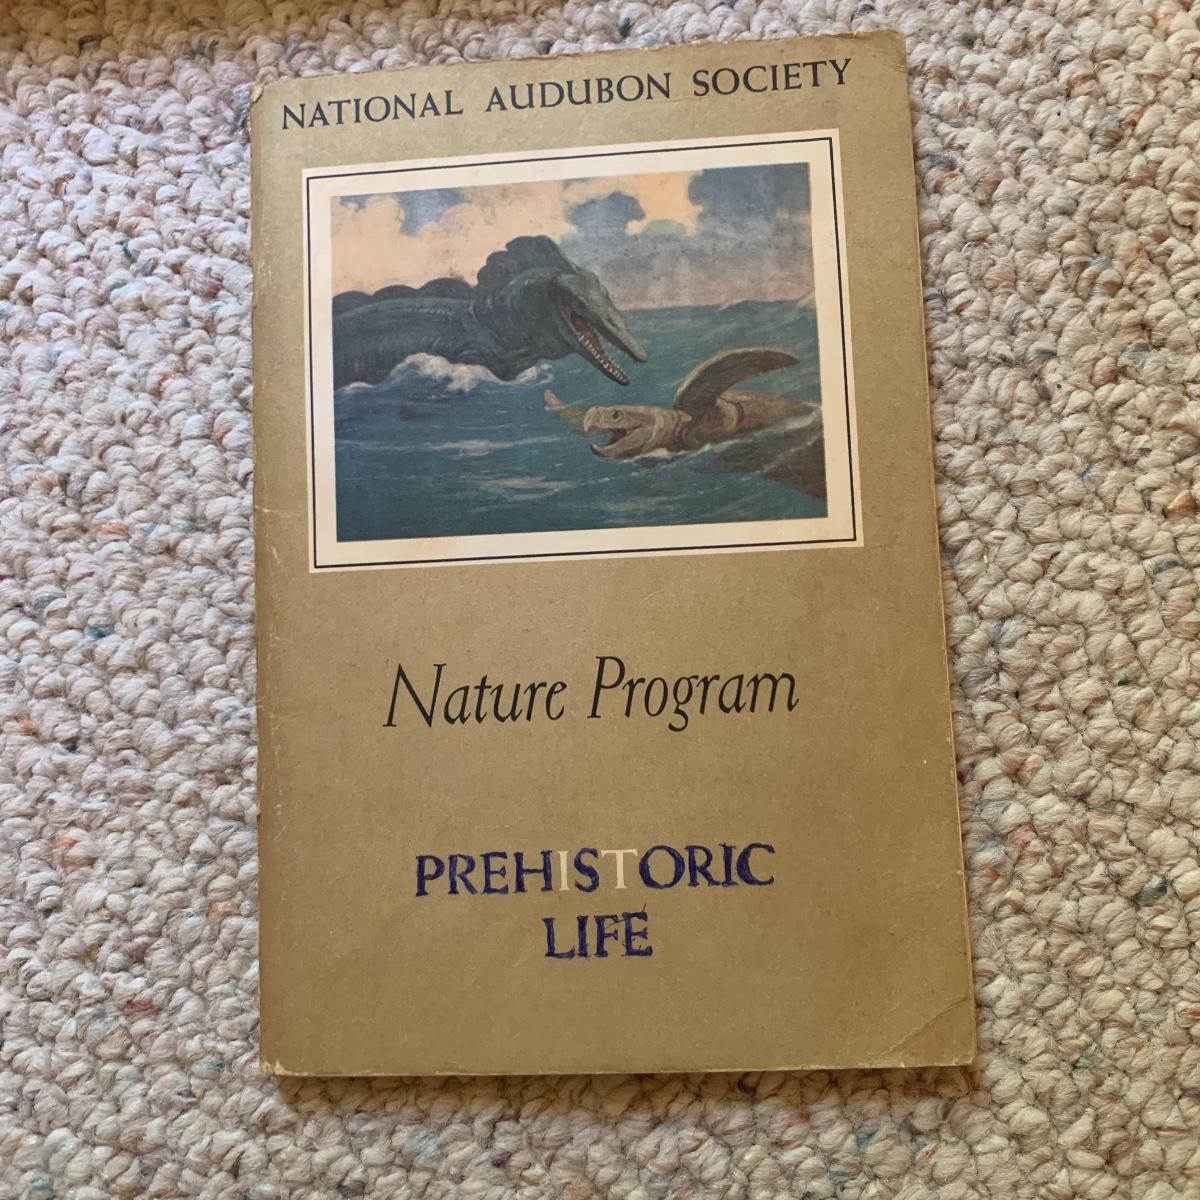 NATIONAL AUDUBON SOCIETY
Nature Program
PREHISTORIC
LIFE